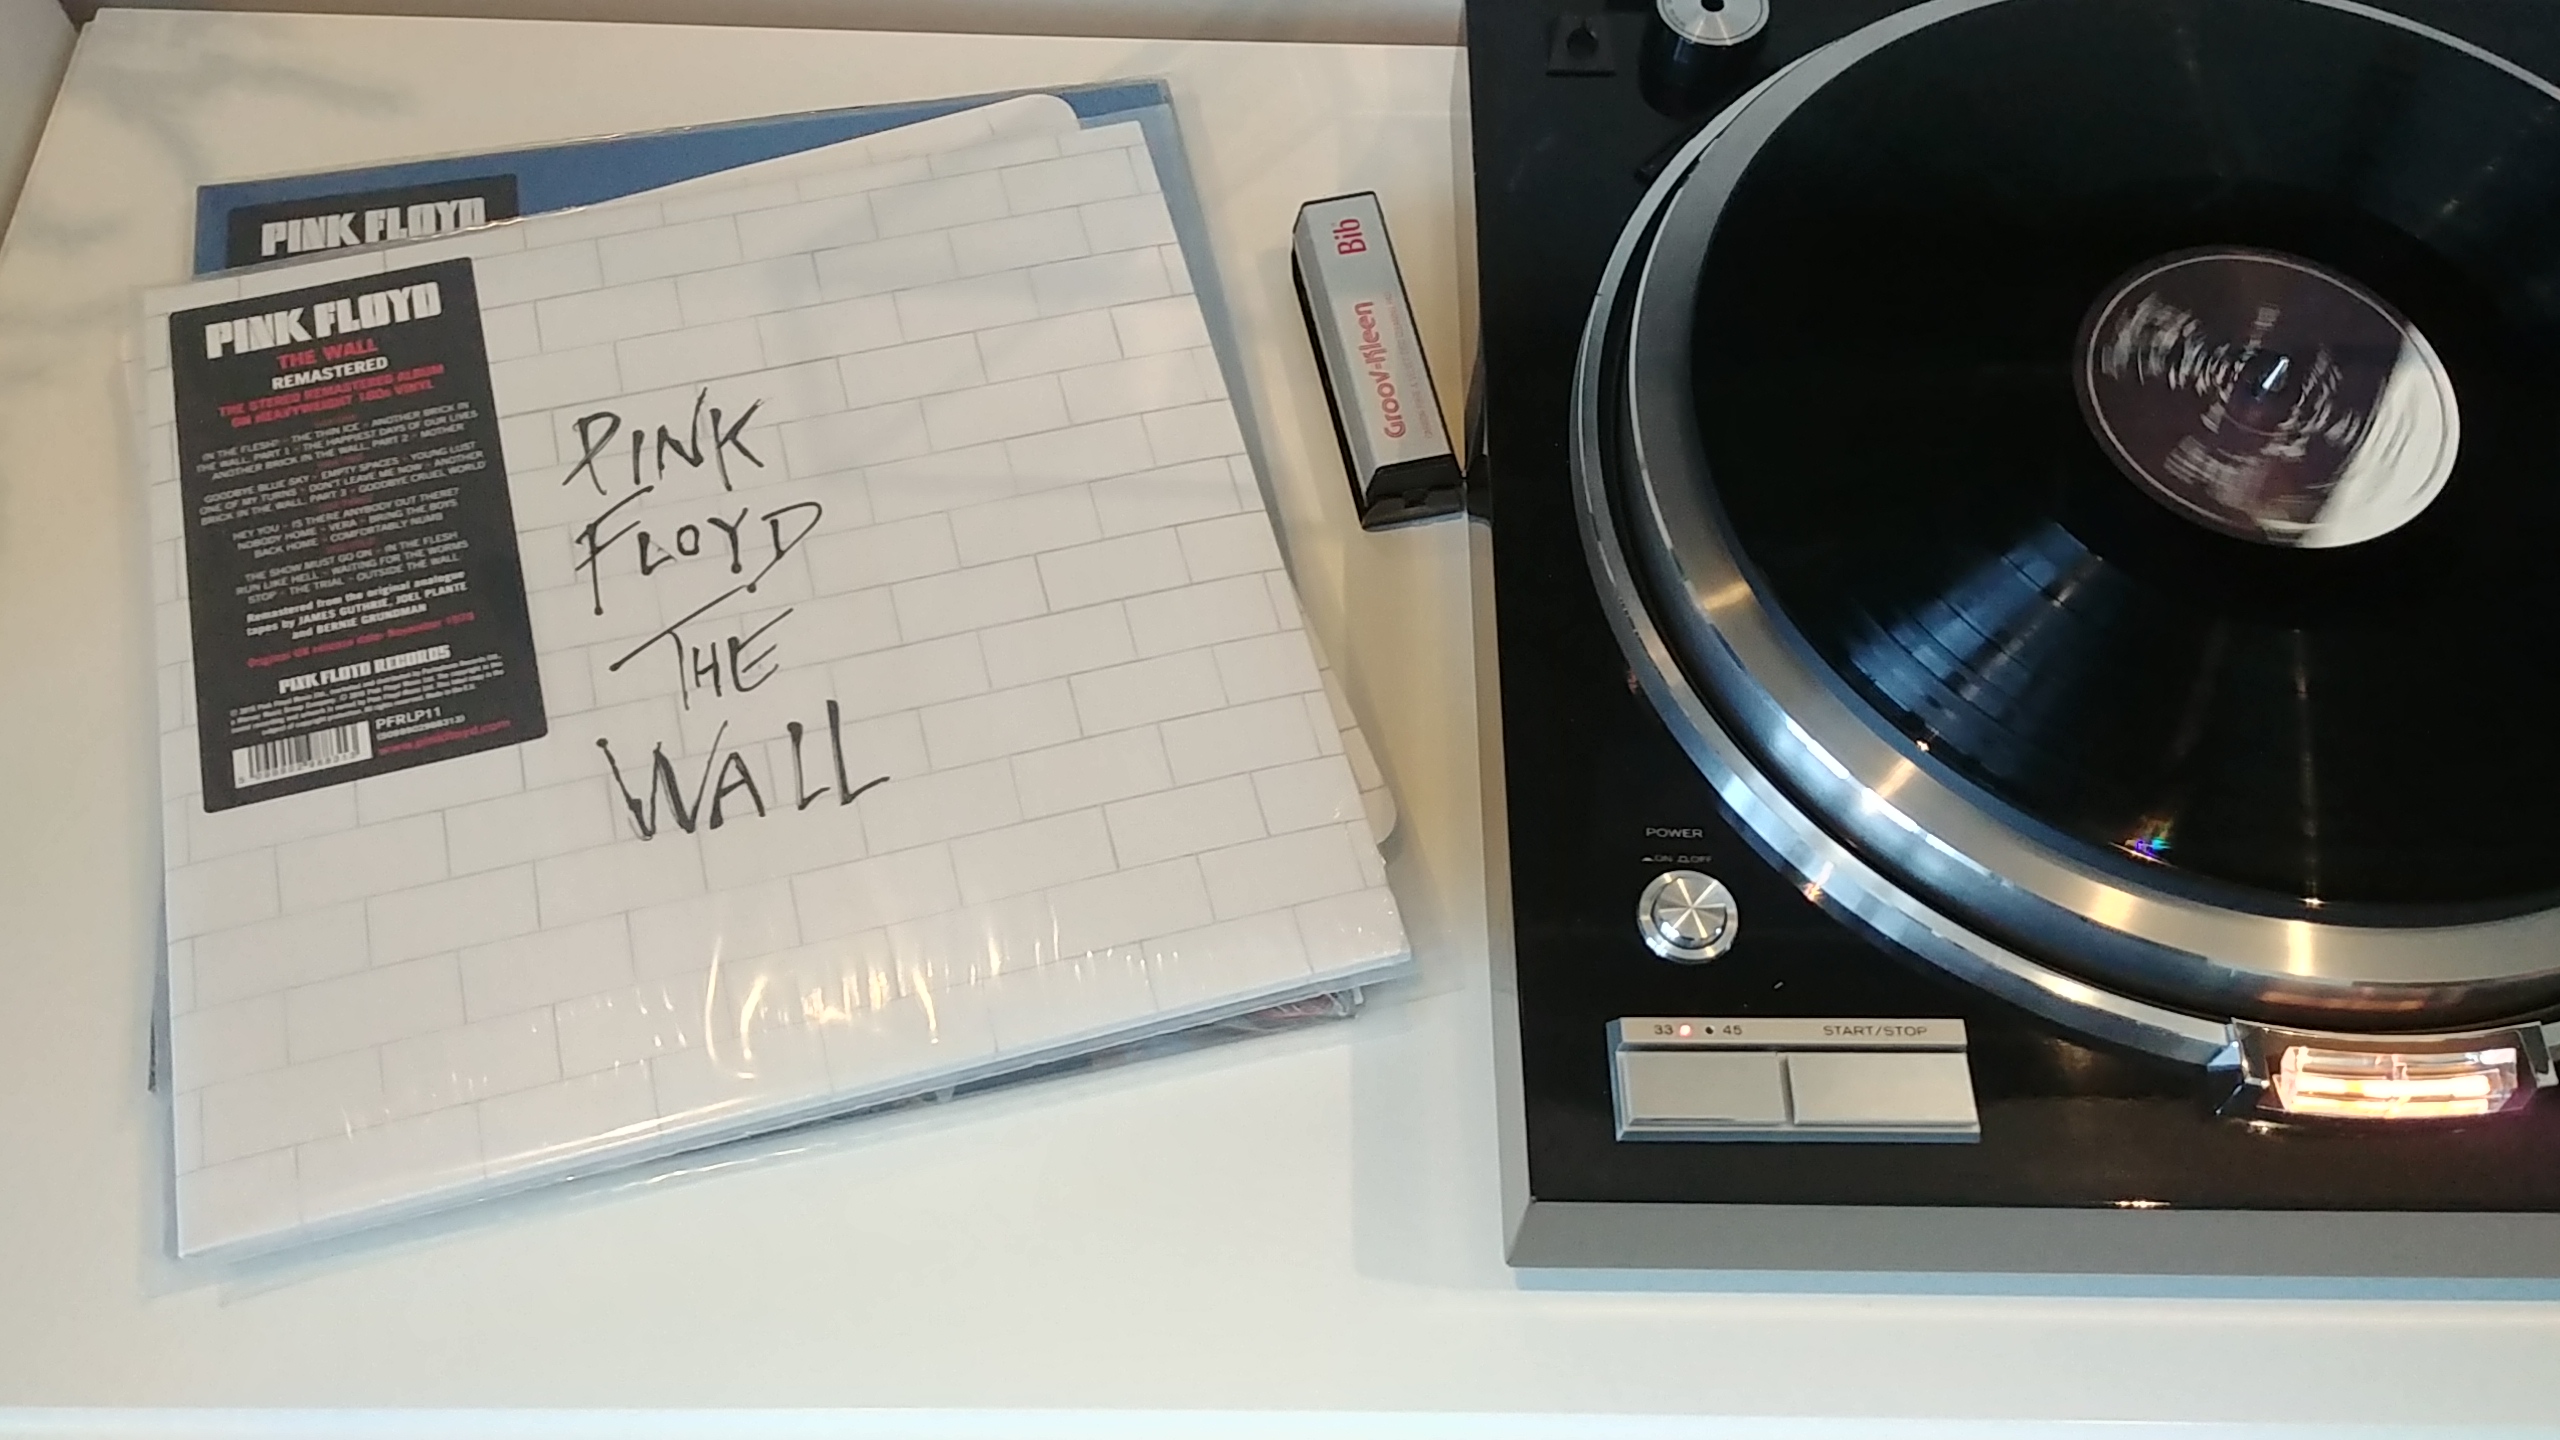 PINK FLOYD
PINK FLOYD
THE WALL
REMASTERED
THE STEREO REMASTERED ALBUM
ON HEAVYWEIGHT 180g VINYL
IN THE FLESH? - THE THIN ICE - ANOTHER BRICK IN
THE WALL, PART 1 - THE HAPPIEST DAYS OF OUR LIVES
ANOTHER BRICK IN THE WALL, PART 2 - MOTHER
GOODBYE BLUE SKY - EMPTY SPACES - YOUNG LUST
ONE OF MY TURNS - DON'T LEAVE ME NOW - ANOTHER
BRICK IN THE WALL, PART 3 - GOODBYE CRUEL WORLD
HEY YOU - IS THERE ANYBODY OUT THERE?
NOBODY HOME - VERA - BRING THE BOYS
BACK HOME - COMFORTABLY NUMB
THE SHOW MUST GO ON - IN THE FLESH
RUN LIKE HELL - WAITING FOR THE WORMS
STOP - THE TRIAL - OUTSIDE THE WALL
Remastered from the original analogue
tapes by JAMES GUTHRIE, JOEL PLANTE
and BERNIE GRUNDMAN
Original UK release date: November 1979
PINK FLOYD RECORDS
PFRLP11
www.pinkfloyd.com
PINK
FLOYD
THE
WALL
Groov-Kleen Bib
POWER
ON OFF
33 45 START/STOP